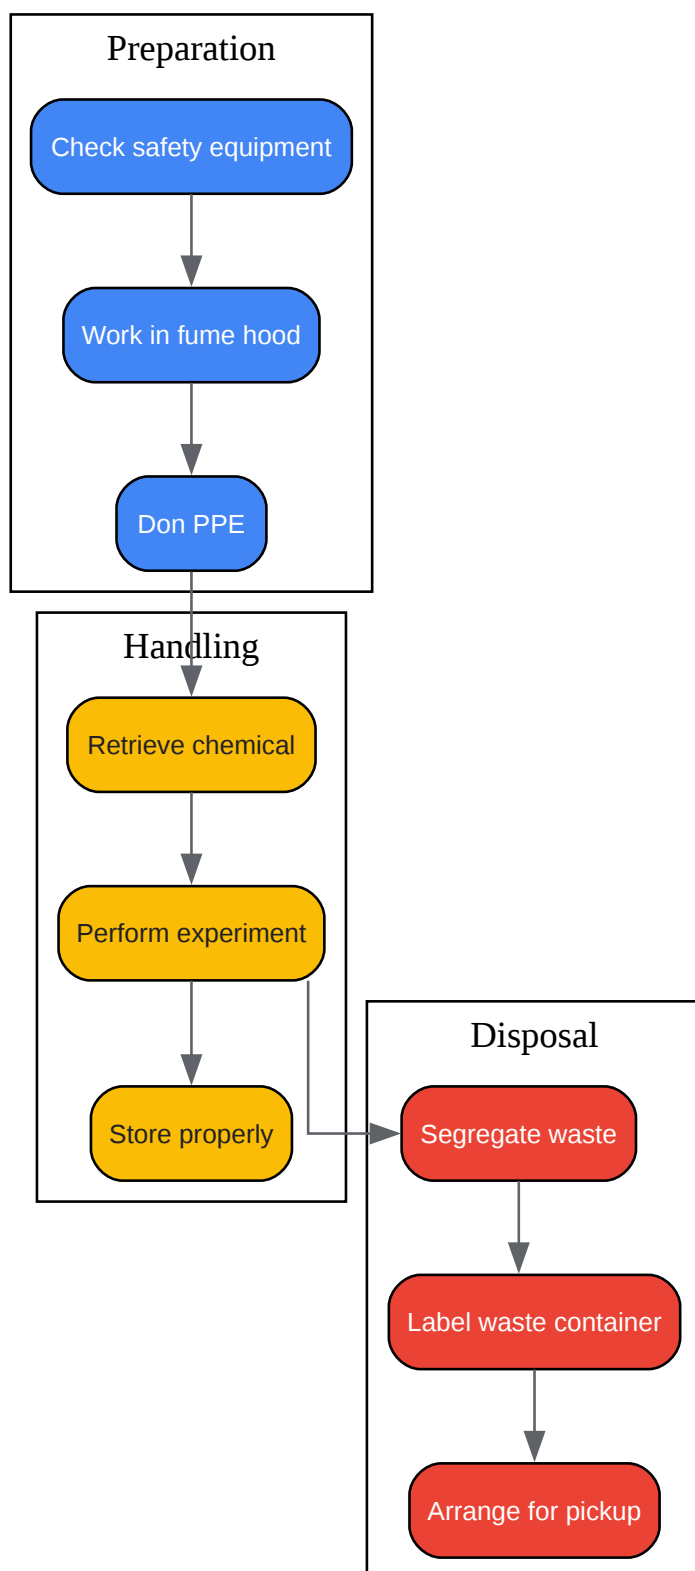 Preparation
Check safety equipment
Work in fume hood
Don PPE
Handling
Retrieve chemical
Perform experiment
Store properly
Disposal
Segregate waste
Label waste container
Arrange for pickup